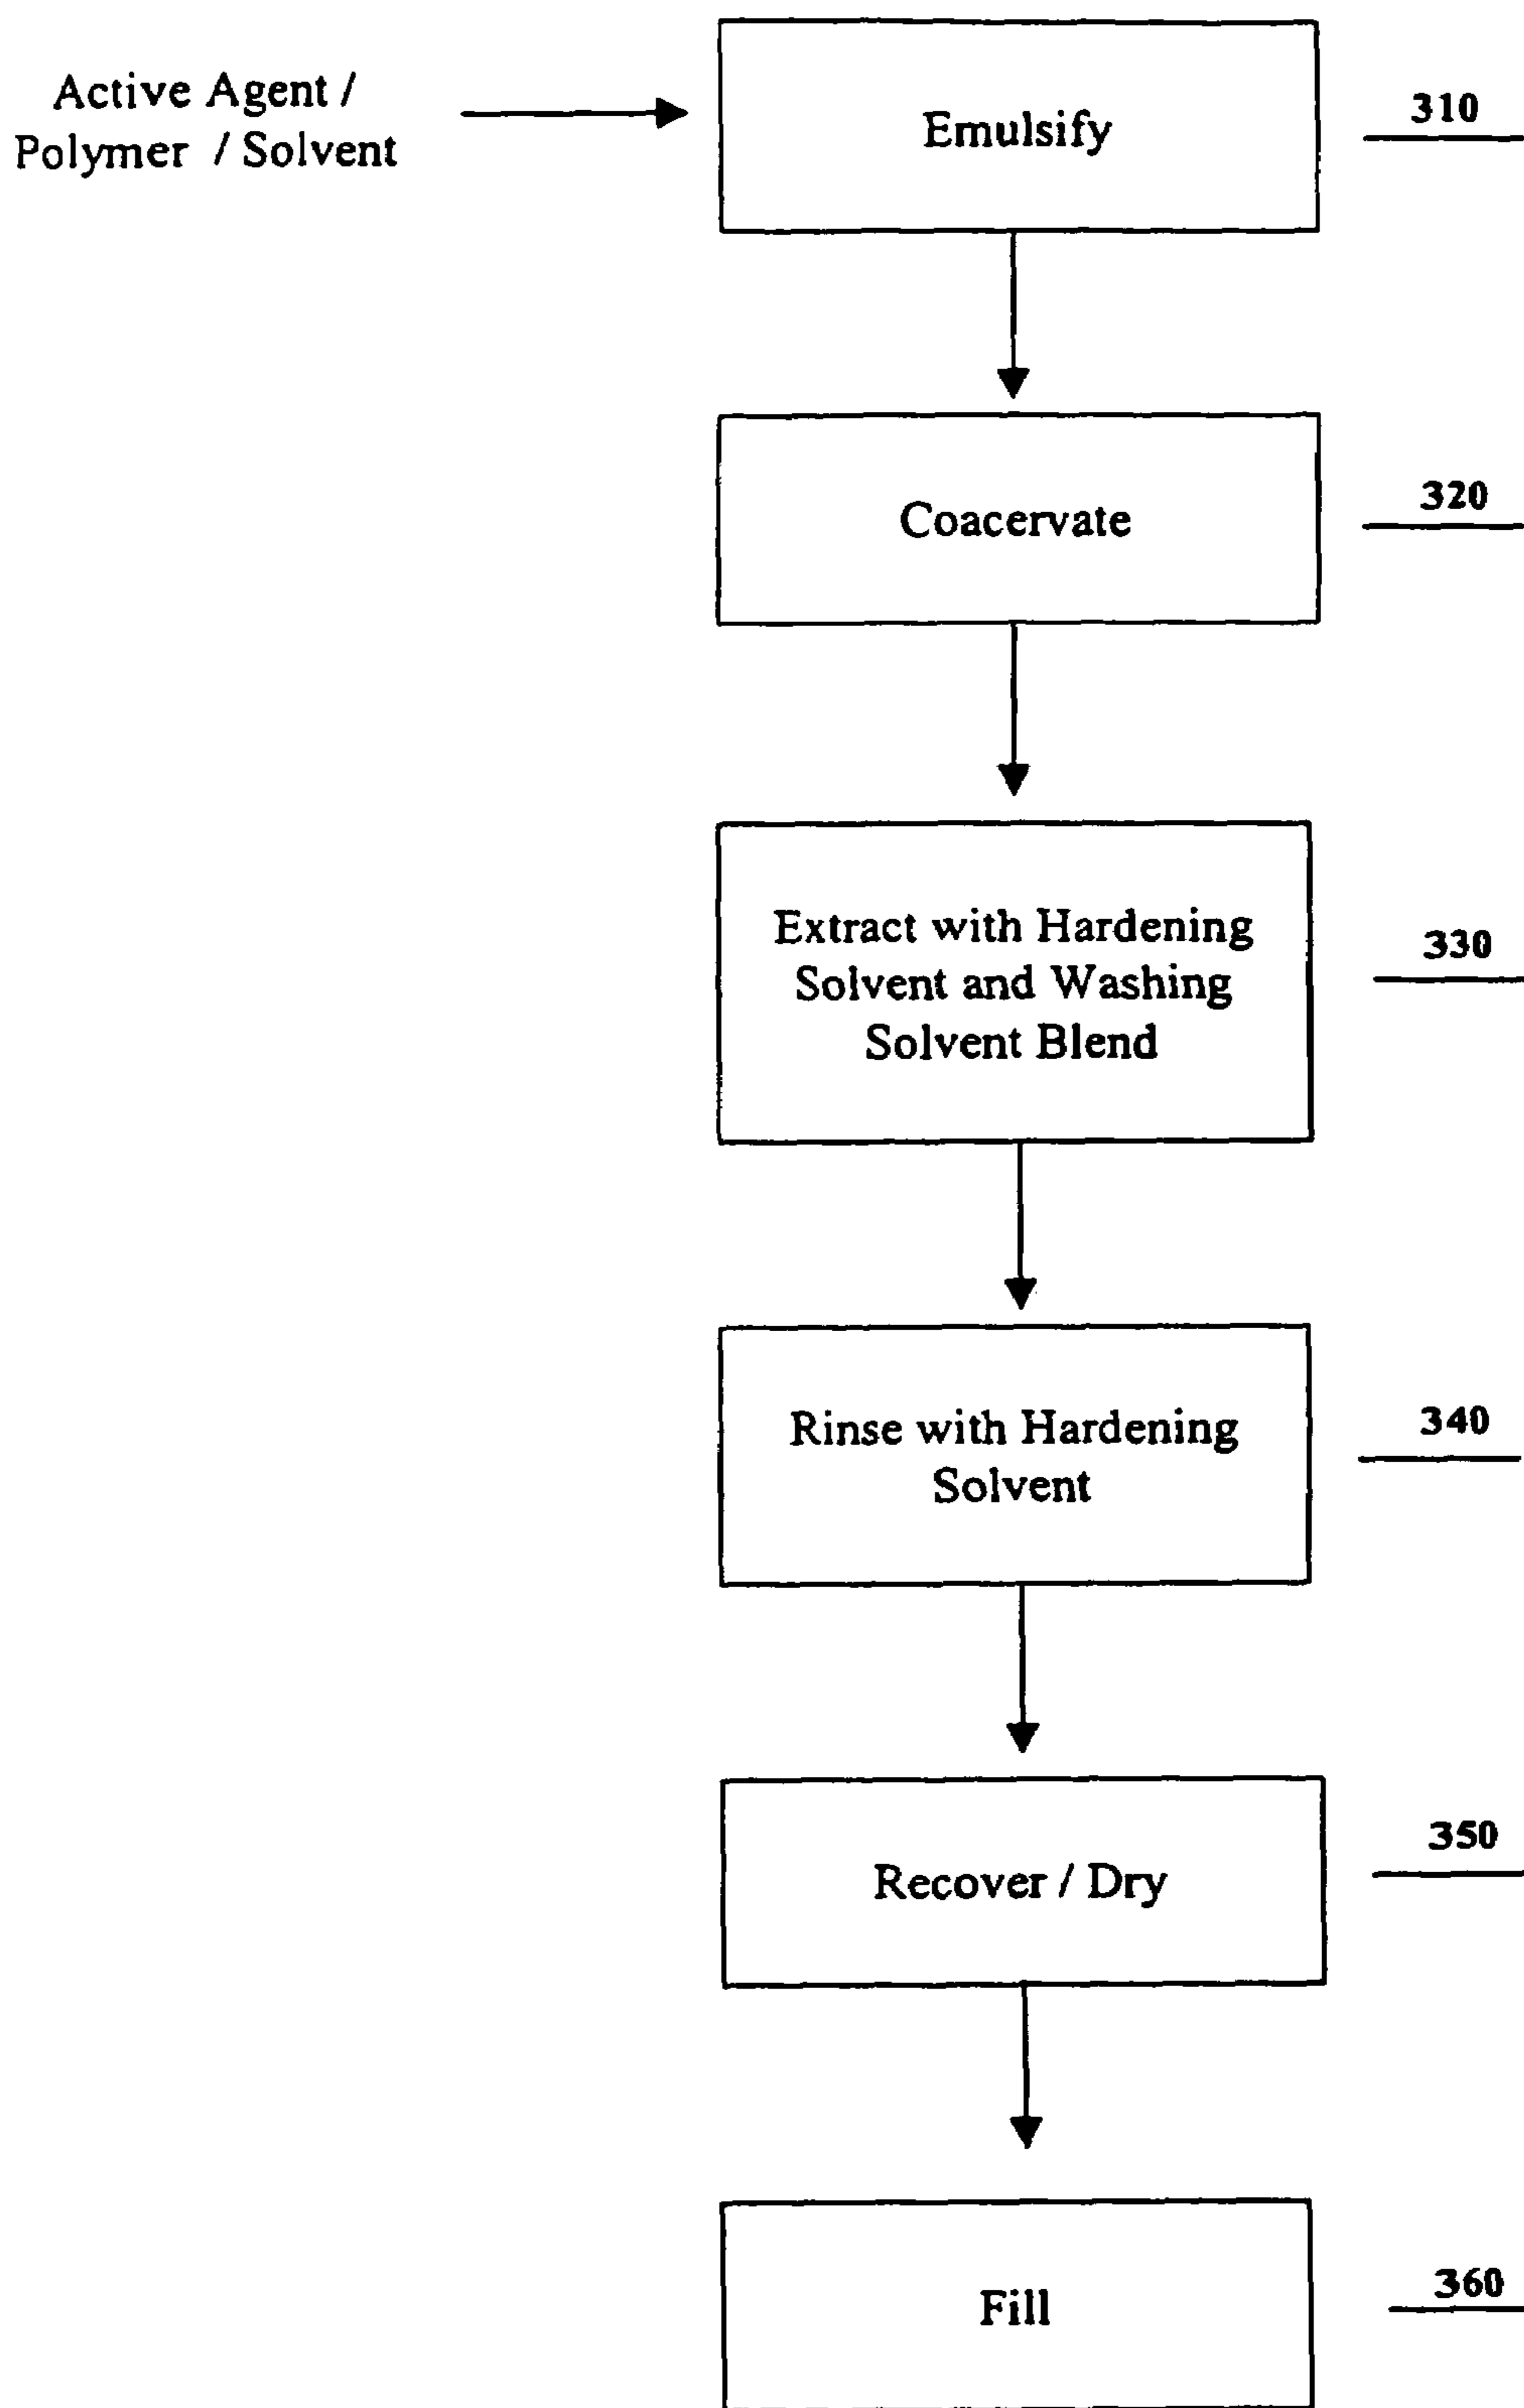 Active Agent /
Polymer / Solvent
Emulsify
310
Coacervate
320
Extract with Hardening
Solvent and Washing
Solvent Blend
330
Rinse with Hardening
Solvent
340
Recover / Dry
350
Fill
360